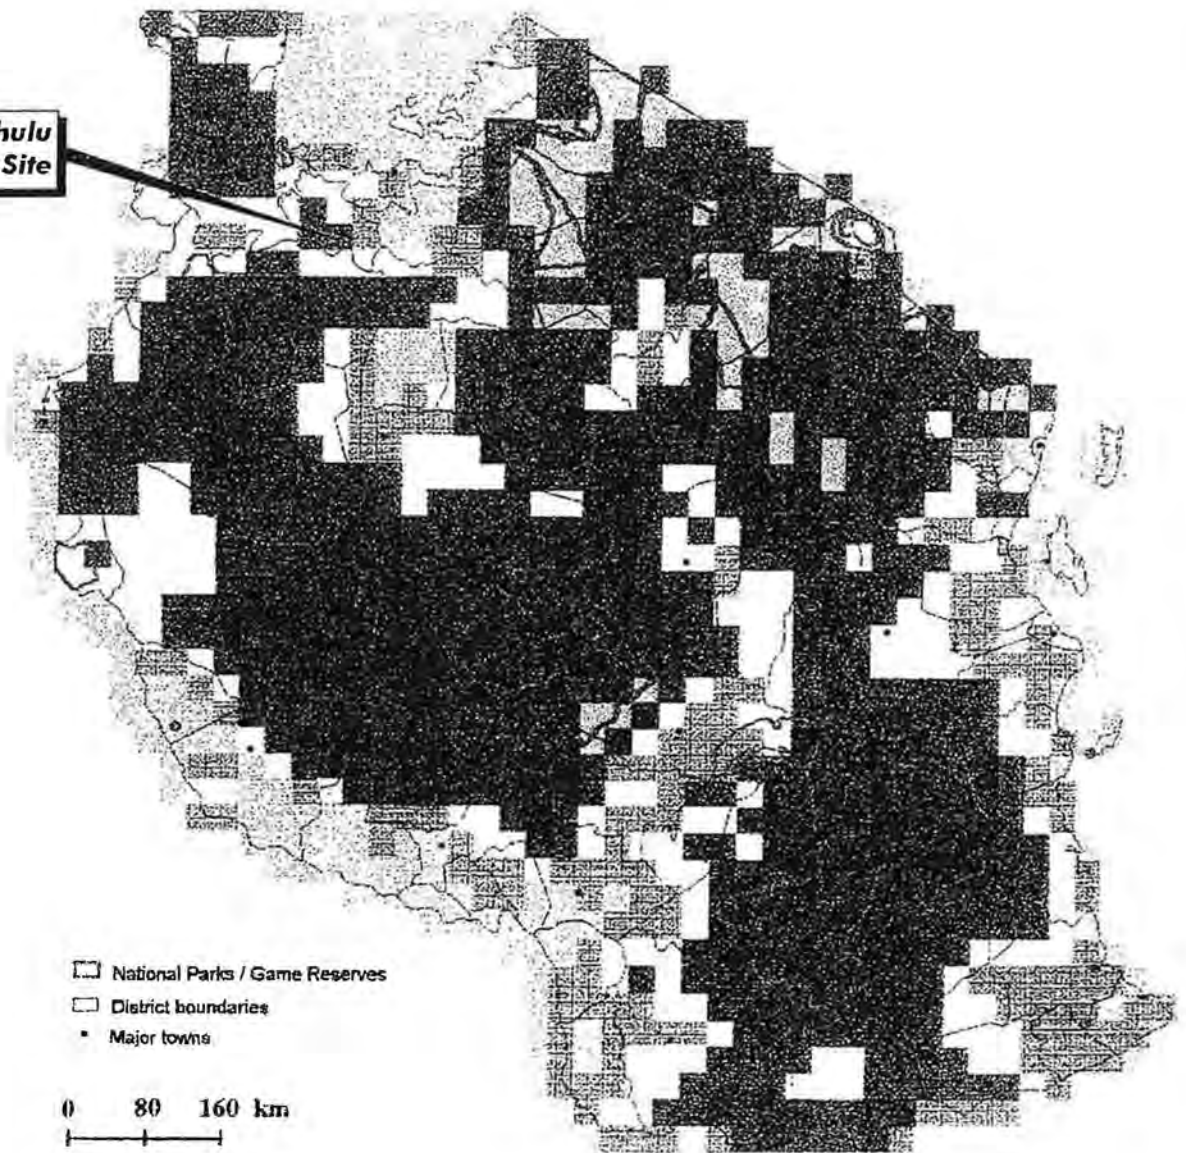 hulu
Site
National Parks / Game Reserves
District boundaries
Major towns
0 80 160 km